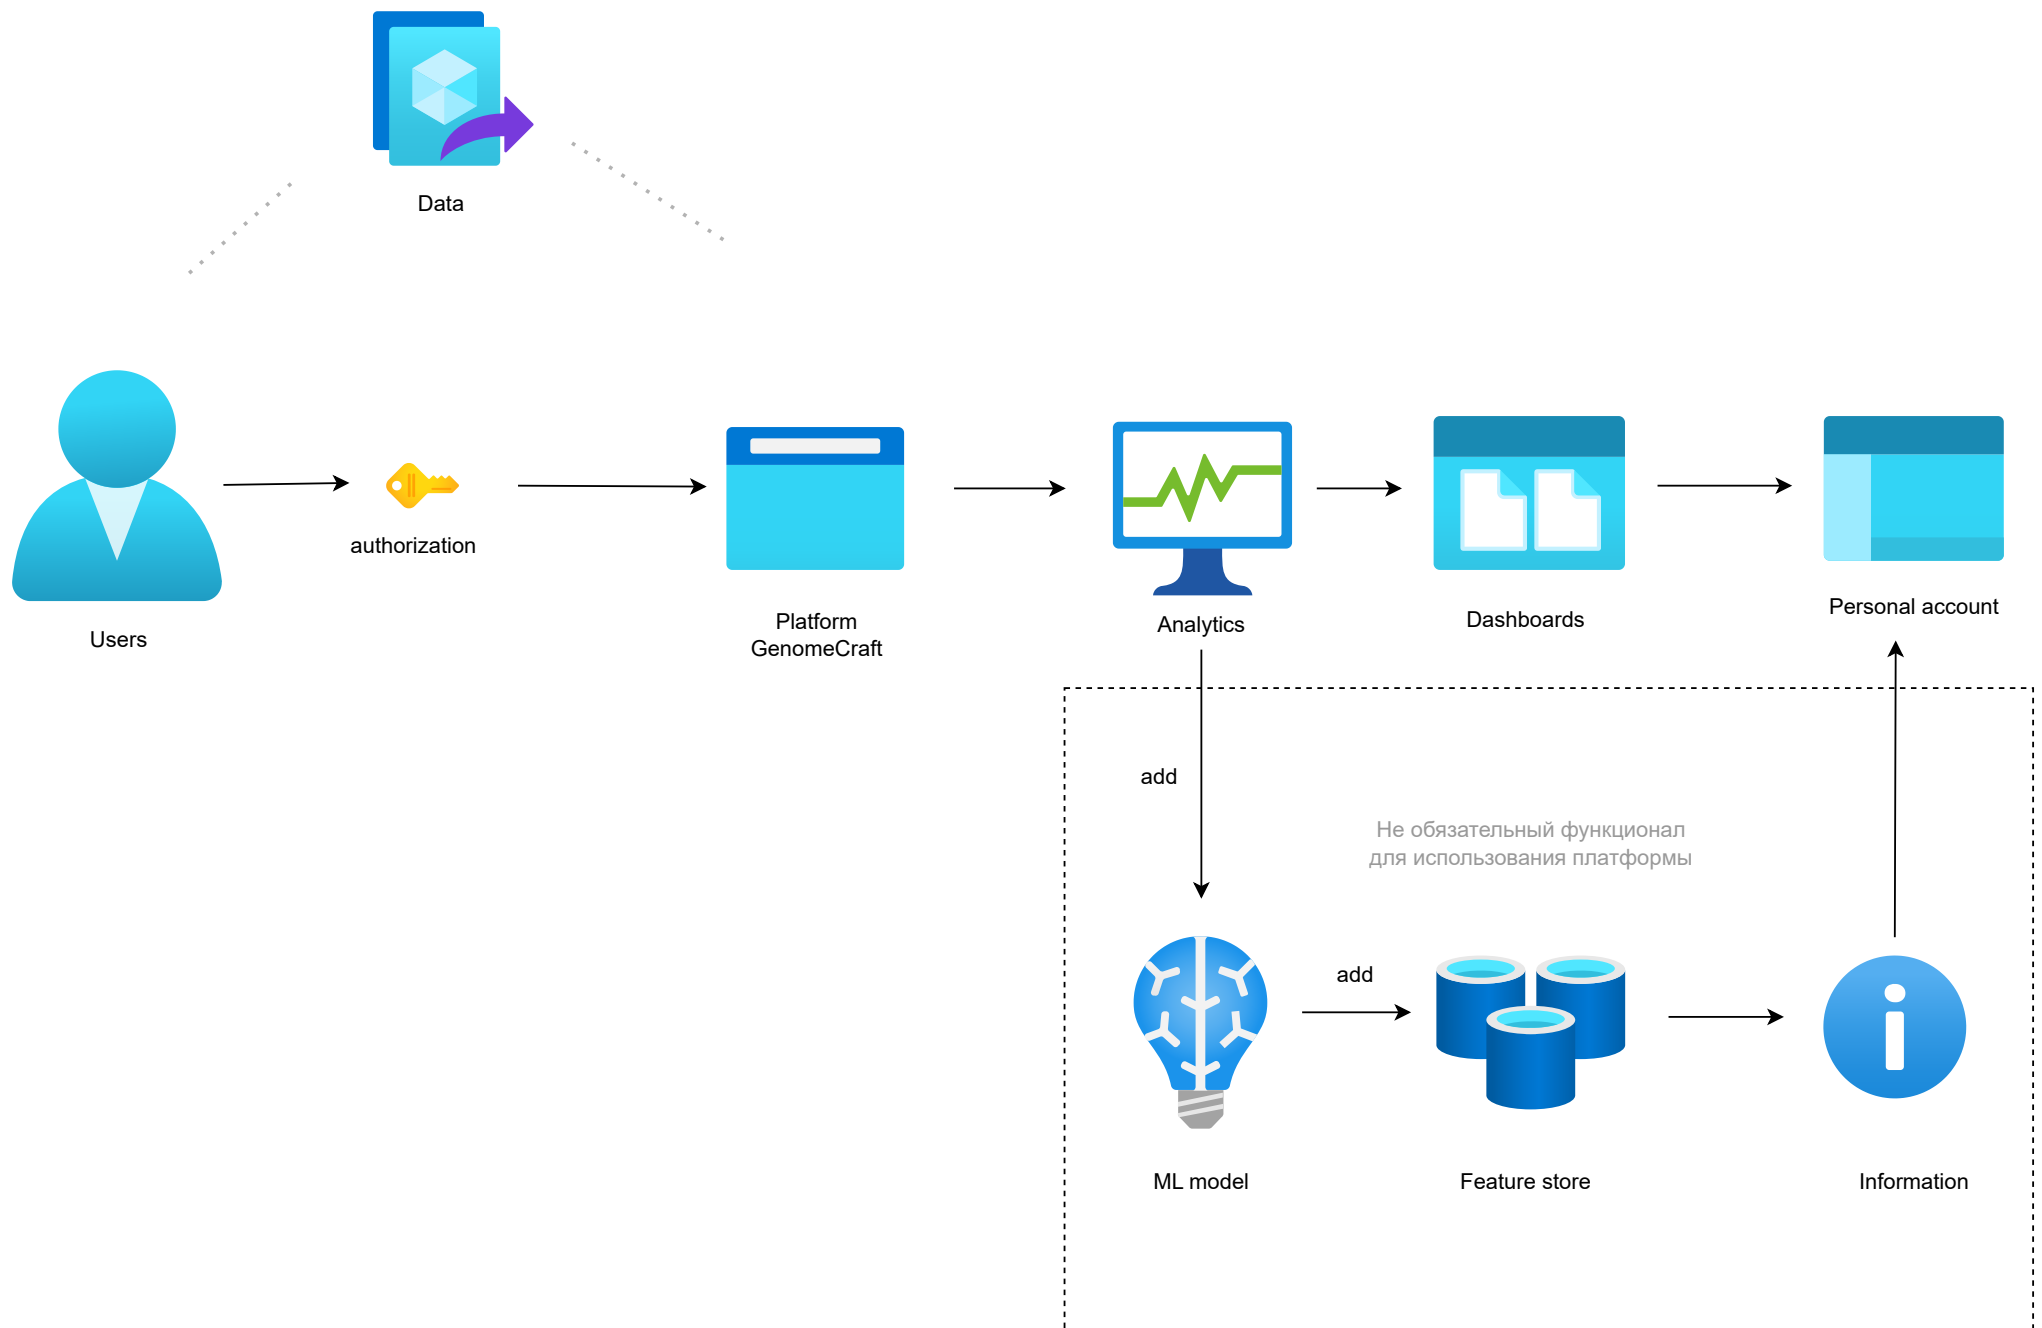 Data
authorization
Users
Platform
GenomeCraft
Analytics
Dashboards
Personal account
add
Не обязательный функционал
для использования платформы
add
ML model
Feature store
Information